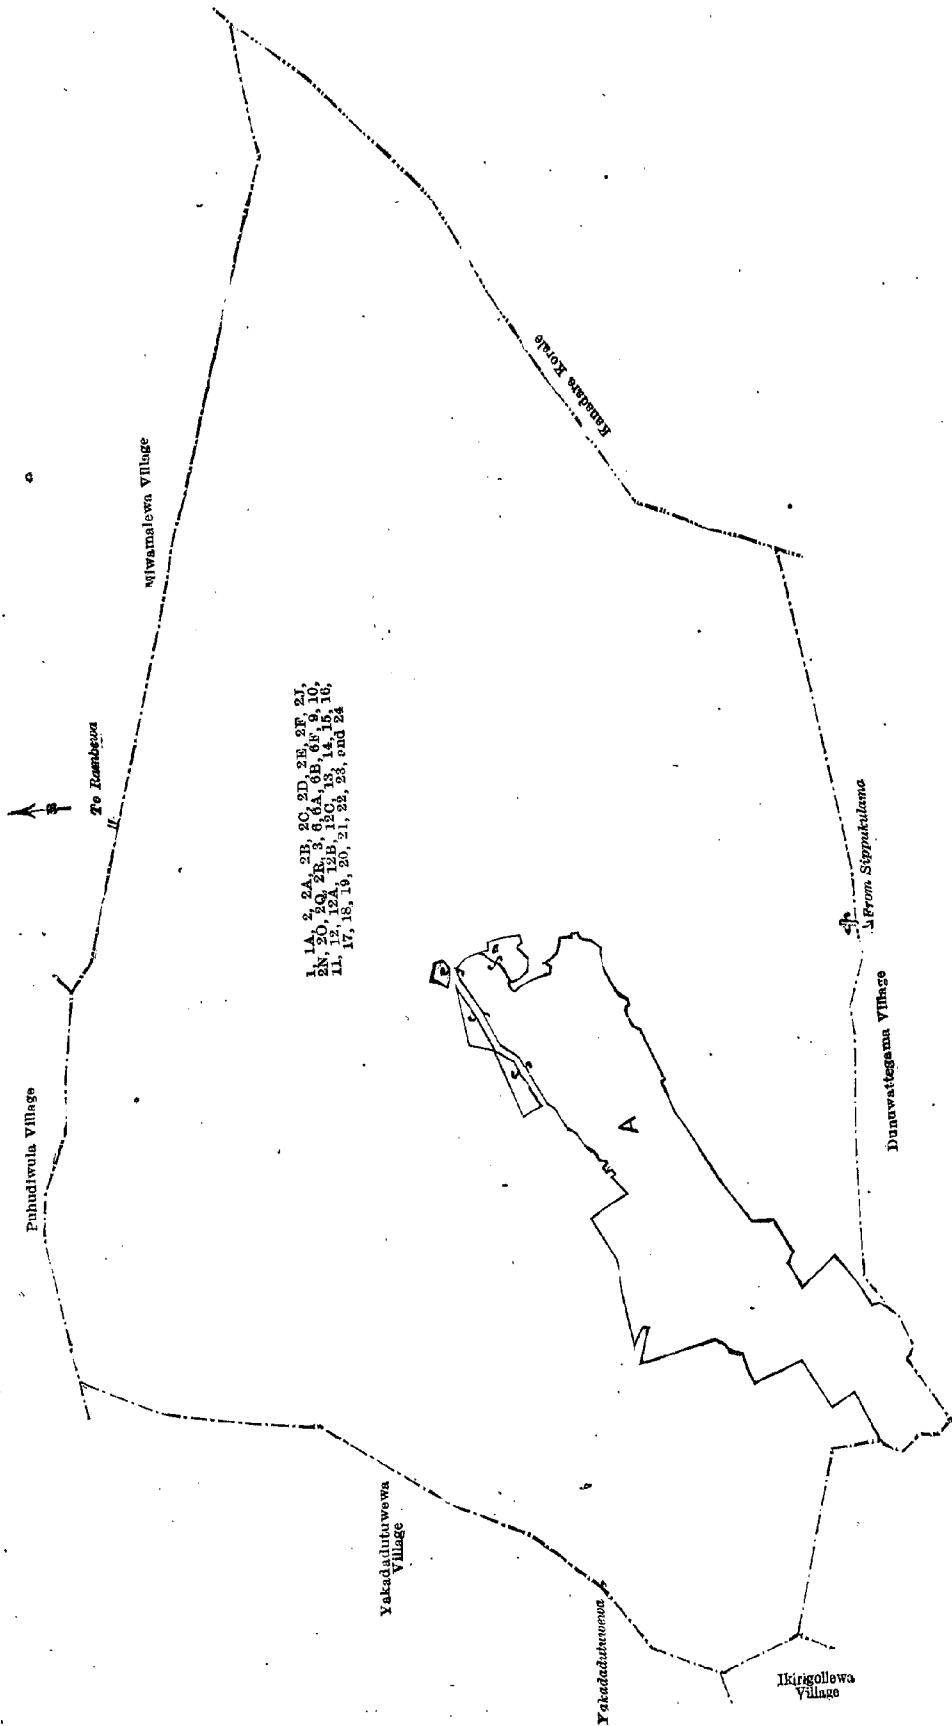 Puhudiwula Village
To Rambewa
Miwamalewa Village
Kanadara Korale
1, 1A, 2, 2A, 2B, 2C, 2D, 2E, 2F, 2J,
2N, 2O, 2Q, 2R, 3, 6, 6A, 6B, 6F, 9, 10,
11, 12, 12A, 12B, 12C, 13, 14, 15, 16,
17, 18, 19, 20, 21, 22, 23, and 24
Yakadadutuwewa
Village
Yakadadutuwewa
A
From Sippukulama
Dunuwattegama Village
Ikirigollewa
Village